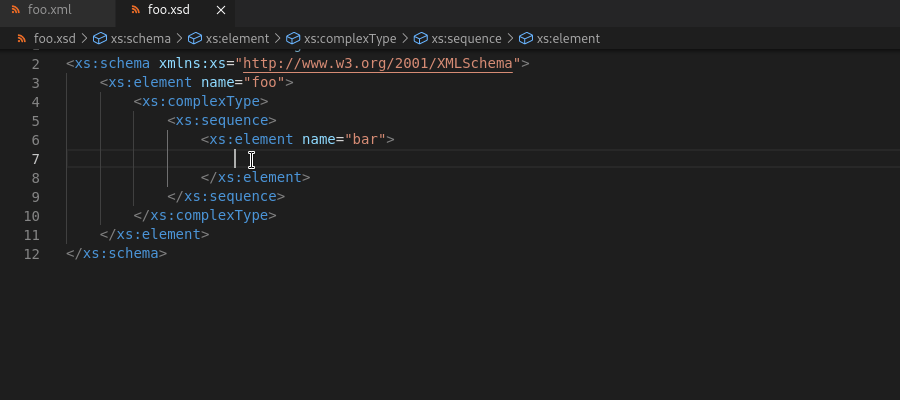 foo.xml foo.xsd
foo.xsd > xs:schema > xs:element > xs:complexType > xs:sequence > xs:element
2 <xs:schema xmlns:xs="http://www.w3.org/2001/XMLSchema">
3 <xs:element name="foo">
4 <xs:complexType>
5 <xs:sequence>
6 <xs:element name="bar">
7
8 </xs:element>
9 </xs:sequence>
10 </xs:complexType>
11 </xs:element>
12 </xs:schema>